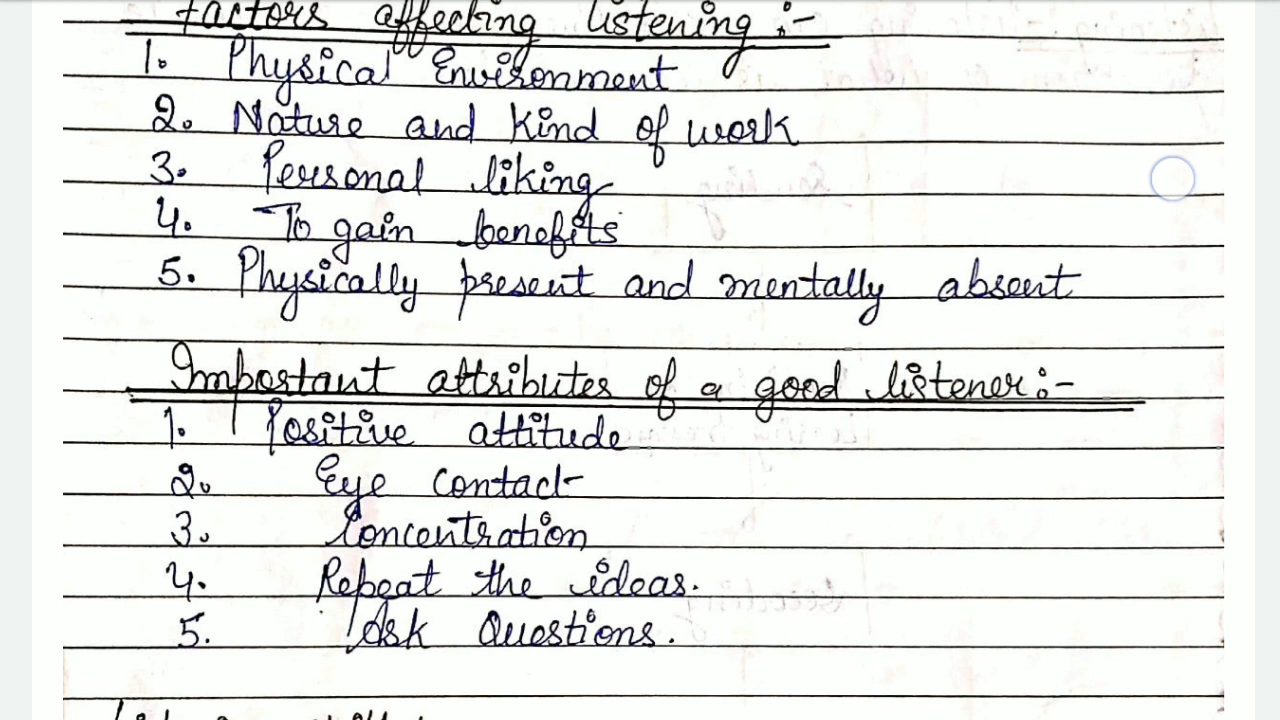 factors affecting listening :-
1. Physical Environment
2. Nature and kind of work
3. Personal liking
4. To gain benefits
5. Physically present and mentally absent
Important attributes of a good listener :-
1. Positive attitude
2. Eye contact
3. Concentration
4. Repeat the ideas.
5. Ask Questions.